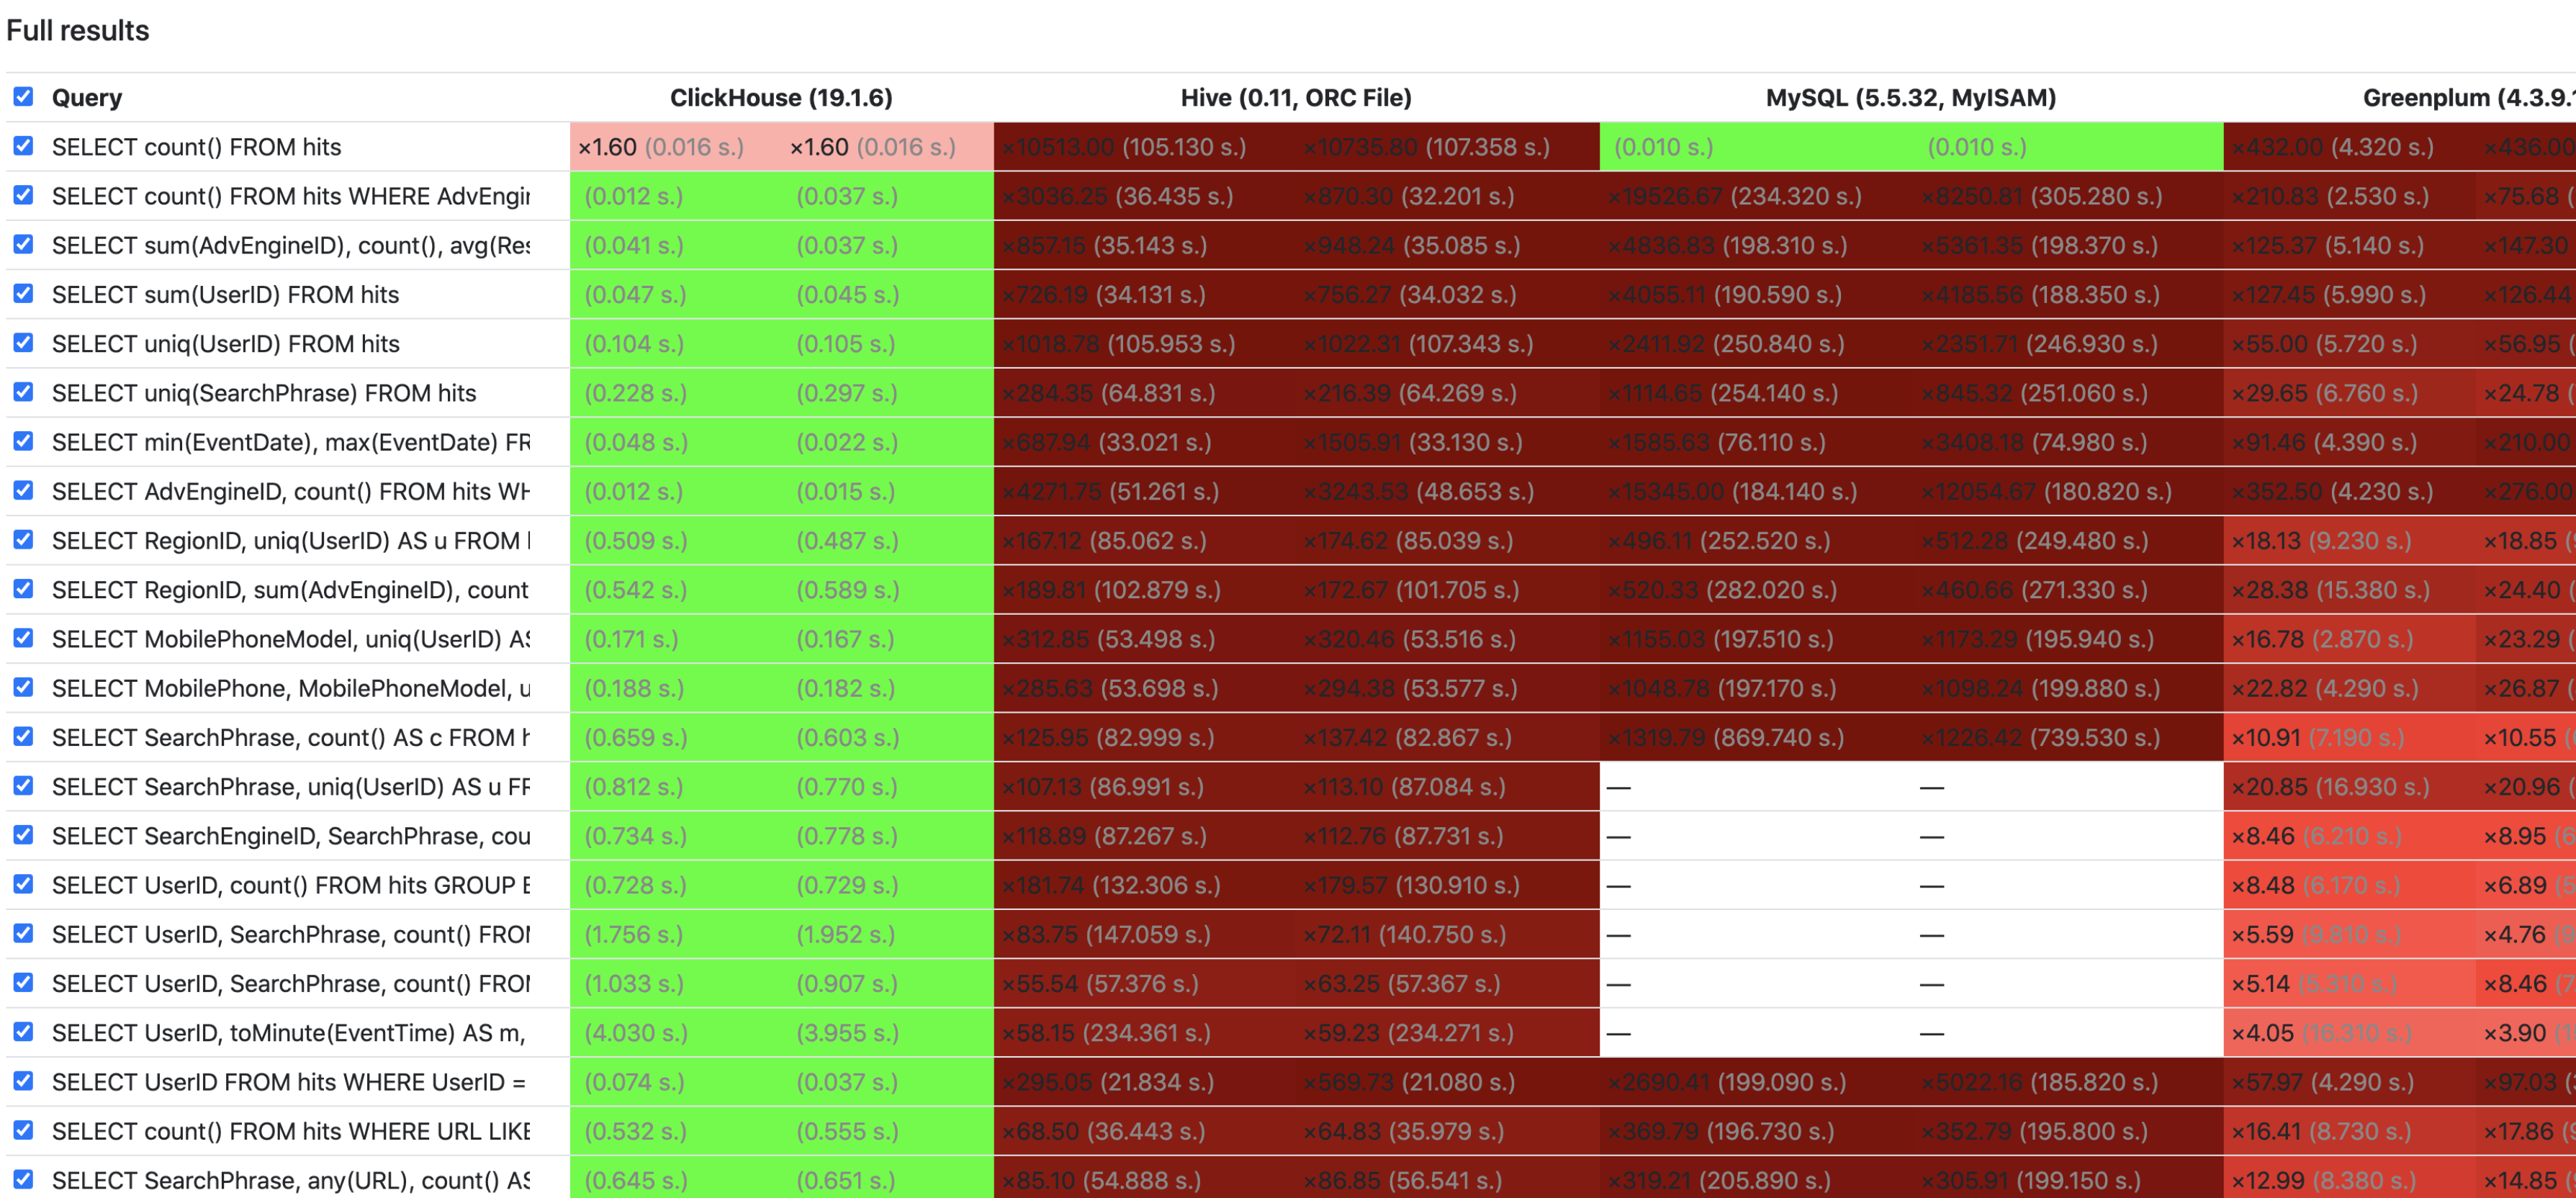 Full results
Query ClickHouse (19.1.6) Hive (0.11, ORC File) MySQL (5.5.32, MyISAM) Greenplum (4.3.9.1
SELECT count() FROM hits ×1.60 (0.016 s.) ×1.60 (0.016 s.) ×10513.00 (105.130 s.) ×10735.80 (107.358 s.) (0.010 s.) (0.010 s.) ×432.00 (4.320 s.) ×436.00
SELECT count() FROM hits WHERE AdvEngin (0.012 s.) (0.037 s.) ×3036.25 (36.435 s.) ×870.30 (32.201 s.) ×19526.67 (234.320 s.) ×8250.81 (305.280 s.) ×210.83 (2.530 s.) ×75.68 (
SELECT sum(AdvEngineID), count(), avg(Res (0.041 s.) (0.037 s.) ×857.15 (35.143 s.) ×948.24 (35.085 s.) ×4836.83 (198.310 s.) ×5361.35 (198.370 s.) ×125.37 (5.140 s.) ×147.30
SELECT sum(UserID) FROM hits (0.047 s.) (0.045 s.) ×726.19 (34.131 s.) ×756.27 (34.032 s.) ×4055.11 (190.590 s.) ×4185.56 (188.350 s.) ×127.45 (5.990 s.) ×126.44
SELECT uniq(UserID) FROM hits (0.104 s.) (0.105 s.) ×1018.78 (105.953 s.) ×1022.31 (107.343 s.) ×2411.92 (250.840 s.) ×2351.71 (246.930 s.) ×55.00 (5.720 s.) ×56.95 (
SELECT uniq(SearchPhrase) FROM hits (0.228 s.) (0.297 s.) ×284.35 (64.831 s.) ×216.39 (64.269 s.) ×1114.65 (254.140 s.) ×845.32 (251.060 s.) ×29.65 (6.760 s.) ×24.78 (
SELECT min(EventDate), max(EventDate) FR (0.048 s.) (0.022 s.) ×687.94 (33.021 s.) ×1505.91 (33.130 s.) ×1585.63 (76.110 s.) ×3408.18 (74.980 s.) ×91.46 (4.390 s.) ×210.00
SELECT AdvEngineID, count() FROM hits WH (0.012 s.) (0.015 s.) ×4271.75 (51.261 s.) ×3243.53 (48.653 s.) ×15345.00 (184.140 s.) ×12054.67 (180.820 s.) ×352.50 (4.230 s.) ×276.00
SELECT RegionID, uniq(UserID) AS u FROM (0.509 s.) (0.487 s.) ×167.12 (85.062 s.) ×174.62 (85.039 s.) ×496.11 (252.520 s.) ×512.28 (249.480 s.) ×18.13 (9.230 s.) ×18.85 (9
SELECT RegionID, sum(AdvEngineID), count (0.542 s.) (0.589 s.) ×189.81 (102.879 s.) ×172.67 (101.705 s.) ×520.33 (282.020 s.) ×460.66 (271.330 s.) ×28.38 (15.380 s.) ×24.40 (
SELECT MobilePhoneModel, uniq(UserID) AS (0.171 s.) (0.167 s.) ×312.85 (53.498 s.) ×320.46 (53.516 s.) ×1155.03 (197.510 s.) ×1173.29 (195.940 s.) ×16.78 (2.870 s.) ×23.29 (
SELECT MobilePhone, MobilePhoneModel, u (0.188 s.) (0.182 s.) ×285.63 (53.698 s.) ×294.38 (53.577 s.) ×1048.78 (197.170 s.) ×1098.24 (199.880 s.) ×22.82 (4.290 s.) ×26.87 (
SELECT SearchPhrase, count() AS c FROM h (0.659 s.) (0.603 s.) ×125.95 (82.999 s.) ×137.42 (82.867 s.) ×1319.79 (869.740 s.) ×1226.42 (739.530 s.) ×10.91 (7.190 s.) ×10.55 (
SELECT SearchPhrase, uniq(UserID) AS u FR (0.812 s.) (0.770 s.) ×107.13 (86.991 s.) ×113.10 (87.084 s.) — — ×20.85 (16.930 s.) ×20.96 (
SELECT SearchEngineID, SearchPhrase, cou (0.734 s.) (0.778 s.) ×118.89 (87.267 s.) ×112.76 (87.731 s.) — — ×8.46 (6.210 s.) ×8.95 (6
SELECT UserID, count() FROM hits GROUP B (0.728 s.) (0.729 s.) ×181.74 (132.306 s.) ×179.57 (130.910 s.) — — ×8.48 (6.170 s.) ×6.89 (5
SELECT UserID, SearchPhrase, count() FROM (1.756 s.) (1.952 s.) ×83.75 (147.059 s.) ×72.11 (140.750 s.) — — ×5.59 (9.810 s.) ×4.76 (9
SELECT UserID, SearchPhrase, count() FROM (1.033 s.) (0.907 s.) ×55.54 (57.376 s.) ×63.25 (57.367 s.) — — ×5.14 (5.310 s.) ×8.46 (7
SELECT UserID, toMinute(EventTime) AS m, (4.030 s.) (3.955 s.) ×58.15 (234.361 s.) ×59.23 (234.271 s.) — — ×4.05 (16.310 s.) ×3.90 (1
SELECT UserID FROM hits WHERE UserID = (0.074 s.) (0.037 s.) ×295.05 (21.834 s.) ×569.73 (21.080 s.) ×2690.41 (199.090 s.) ×5022.16 (185.820 s.) ×57.97 (4.290 s.) ×97.03 (3
SELECT count() FROM hits WHERE URL LIKE (0.532 s.) (0.555 s.) ×68.50 (36.443 s.) ×64.83 (35.979 s.) ×369.79 (196.730 s.) ×352.79 (195.800 s.) ×16.41 (8.730 s.) ×17.86 (9
SELECT SearchPhrase, any(URL), count() AS (0.645 s.) (0.651 s.) ×85.10 (54.888 s.) ×86.85 (56.541 s.) ×319.21 (205.890 s.) ×305.91 (199.150 s.) ×12.99 (8.380 s.) ×14.85 (